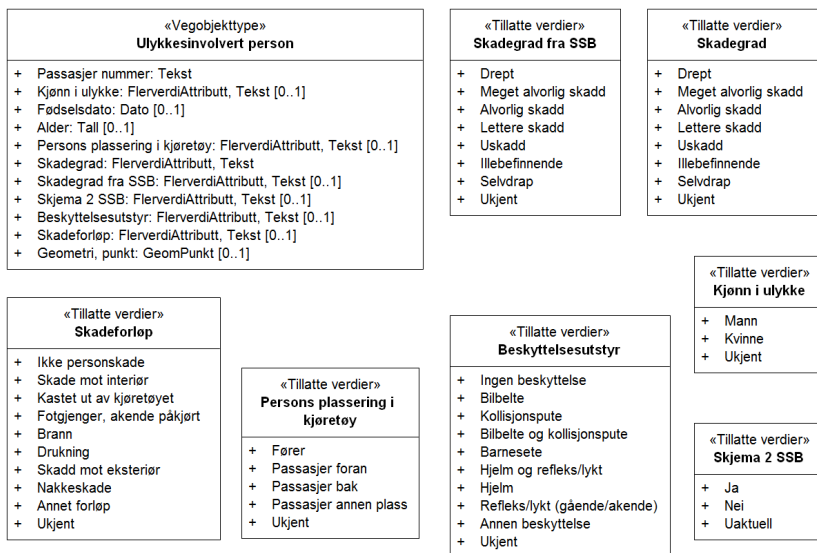 «Vegobjekttype»
Ulykkesinvolvert person
+ Passasjer nummer: Tekst
+ Kjønn i ulykke: FlerverdiAttributt, Tekst [0..1]
+ Fødselsdato: Dato [0..1]
+ Alder: Tall [0..1]
+ Persons plassering i kjøretøy: FlerverdiAttributt, Tekst [0..1]
+ Skadegrad: FlerverdiAttributt, Tekst
+ Skadegrad fra SSB: FlerverdiAttributt, Tekst [0..1]
+ Skjema 2 SSB: FlerverdiAttributt, Tekst [0..1]
+ Beskyttelsesutstyr: FlerverdiAttributt, Tekst [0..1]
+ Skadeforløp: FlerverdiAttributt, Tekst [0..1]
+ Geometri, punkt: GeomPunkt [0..1]
«Tillatte verdier»
Skadegrad fra SSB
+ Drept
+ Meget alvorlig skadd
+ Alvorlig skadd
+ Lettere skadd
+ Uskadd
+ Illebefinnende
+ Selvdrap
+ Ukjent
«Tillatte verdier»
Skadegrad
+ Drept
+ Meget alvorlig skadd
+ Alvorlig skadd
+ Lettere skadd
+ Uskadd
+ Illebefinnende
+ Selvdrap
+ Ukjent
«Tillatte verdier»
Skadeforløp
+ Ikke personskade
+ Skade mot interiør
+ Kastet ut av kjøretøyet
+ Fotgjenger, akende påkjørt
+ Brann
+ Drukning
+ Skadd mot eksteriør
+ Nakkeskade
+ Annet forløp
+ Ukjent
«Tillatte verdier»
Persons plassering i
kjøretøy
+ Fører
+ Passasjer foran
+ Passasjer bak
+ Passasjer annen plass
+ Ukjent
«Tillatte verdier»
Beskyttelsesutstyr
+ Ingen beskyttelse
+ Bilbelte
+ Kollisjonspute
+ Bilbelte og kollisjonspute
+ Barnesete
+ Hjelm og refleks/lykt
+ Hjelm
+ Refleks/lykt (gående/akende)
+ Annen beskyttelse
+ Ukjent
«Tillatte verdier»
Kjønn i ulykke
+ Mann
+ Kvinne
+ Ukjent
«Tillatte verdier»
Skjema 2 SSB
+ Ja
+ Nei
+ Uaktuell